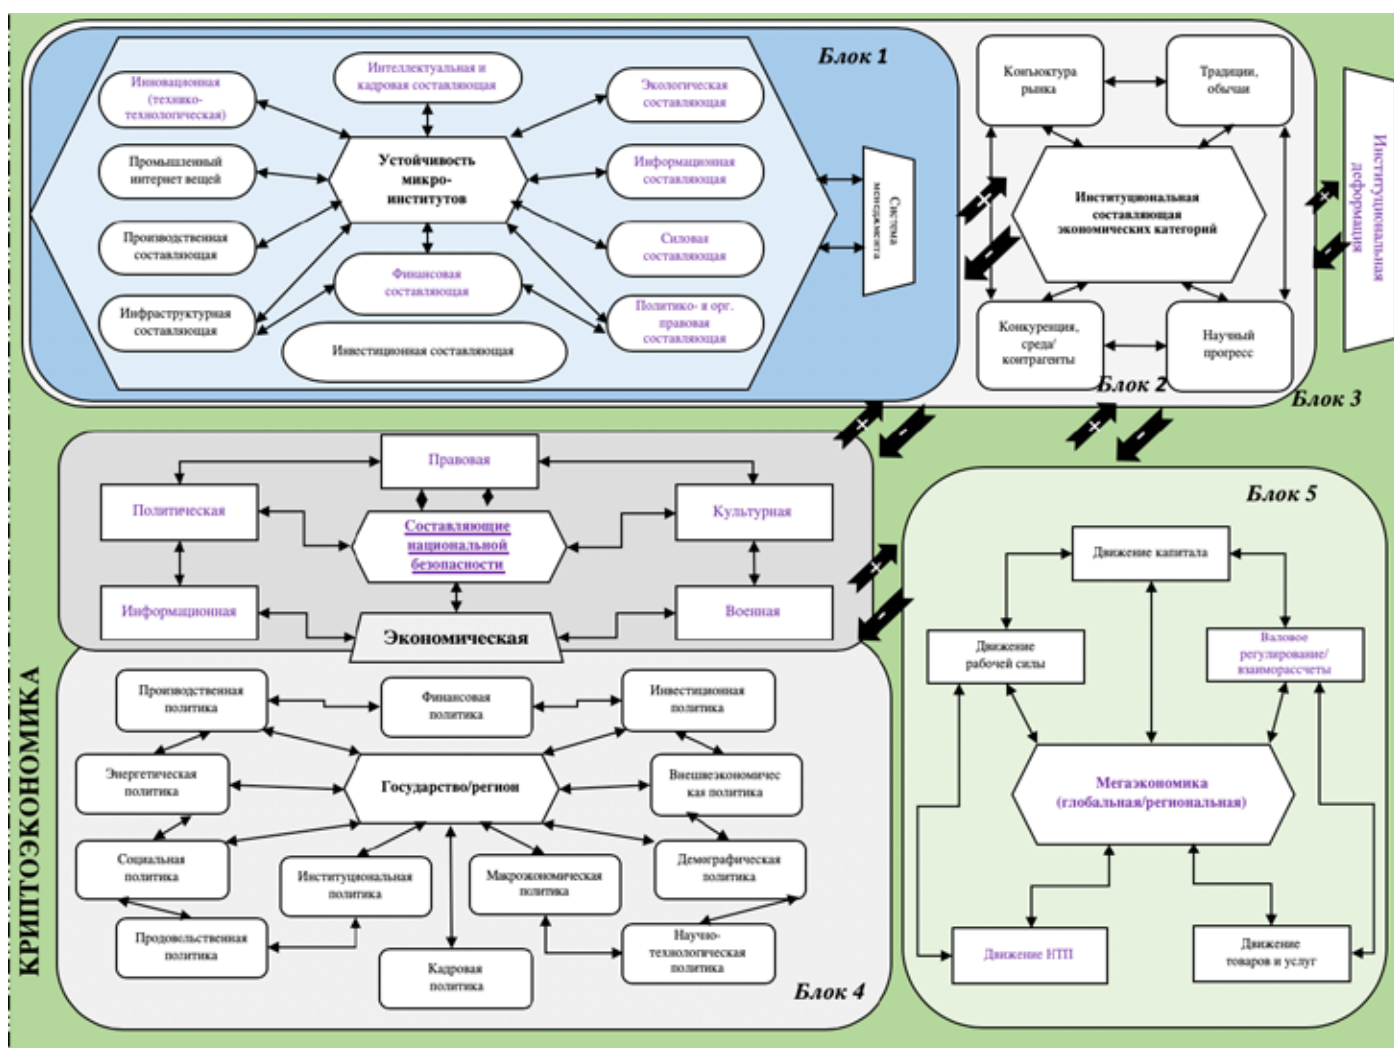 Блок 1
Инновационная
(технико-
технологическая)
Интеллектуальная и
кадровая составляющая
Экологическая
составляющая
Промышленный
интернет вещей
Устойчивость
микро-
институтов
Информационная
составляющая
Производственная
составляющая
Силовая
составляющая
Инфраструктурная
составляющая
Финансовая
составляющая
Политико- и орг.
правовая
составляющая
Инвестиционная составляющая
Система
менеджмента
Конъюктура
рынка
Традиции,
обычаи
Институциональная
составляющая
экономических категорий
Конкуренция,
среда/
контрагенты
Научный
прогресс
Блок 2
Блок 3
Институциональная
деформация
+
-
+
-
+
-
+
-
+
-
Правовая
Политическая
Культурная
Составляющие
национальной
безопасности
Информационная
Военная
Экономическая
КРИПТОЭКОНОМИКА
Производственная
политика
Финансовая
политика
Инвестиционная
политика
Энергетическая
политика
Государство/регион
Внешвеэкономичес
кая политика
Социальная
политика
Институциональная
политика
Макроэкономическая
политика
Демографическая
политика
Продовольственная
политика
Кадровая
политика
Научно-
технологическая
политика
Блок 4
Блок 5
Движение капитала
Движение
рабочей силы
Валовое
регулирование/
взаиморассчеты
Мегаэкономика
(глобальная/региональная)
Движение НТП
Движение
товаров и услуг